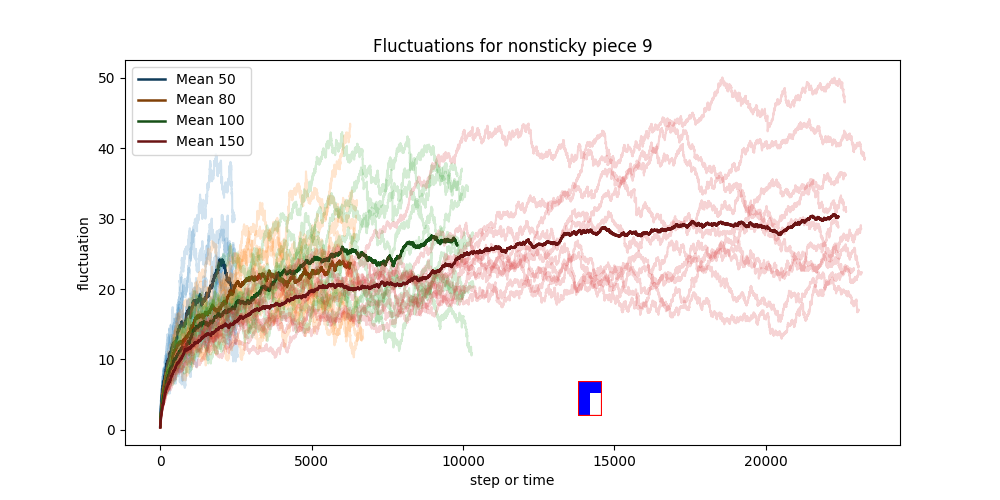 Fluctuations for nonsticky piece 9
Mean 50
Mean 80
Mean 100
Mean 150
fluctuation
50
40
30
20
10
0
0 5000 10000 15000 20000
step or time